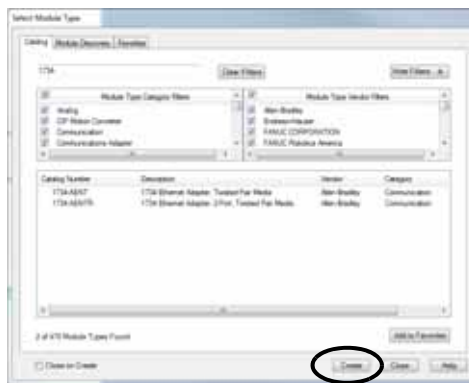 Select Module Type
Catalog Module Discovery Favorites
1734 Clear Filters Hide Filters
Module Type Category Filters Module Type Vendor Filters
Analog Allen-Bradley
CIP Motion Converter Endress+Hauser
Communication FANUC CORPORATION
Communications Adapter FANUC Robotics America
Catalog Number Description Vendor Category
1734-AENT 1734 Ethernet Adapter, Twisted-Pair Media Allen-Bradley Communication
1734-AENTR 1734 Ethernet Adapter, 2-Port, Twisted-Pair Media Allen-Bradley Communication
2 of 470 Module Types Found Add to Favorites
Close on Create Create Close Help